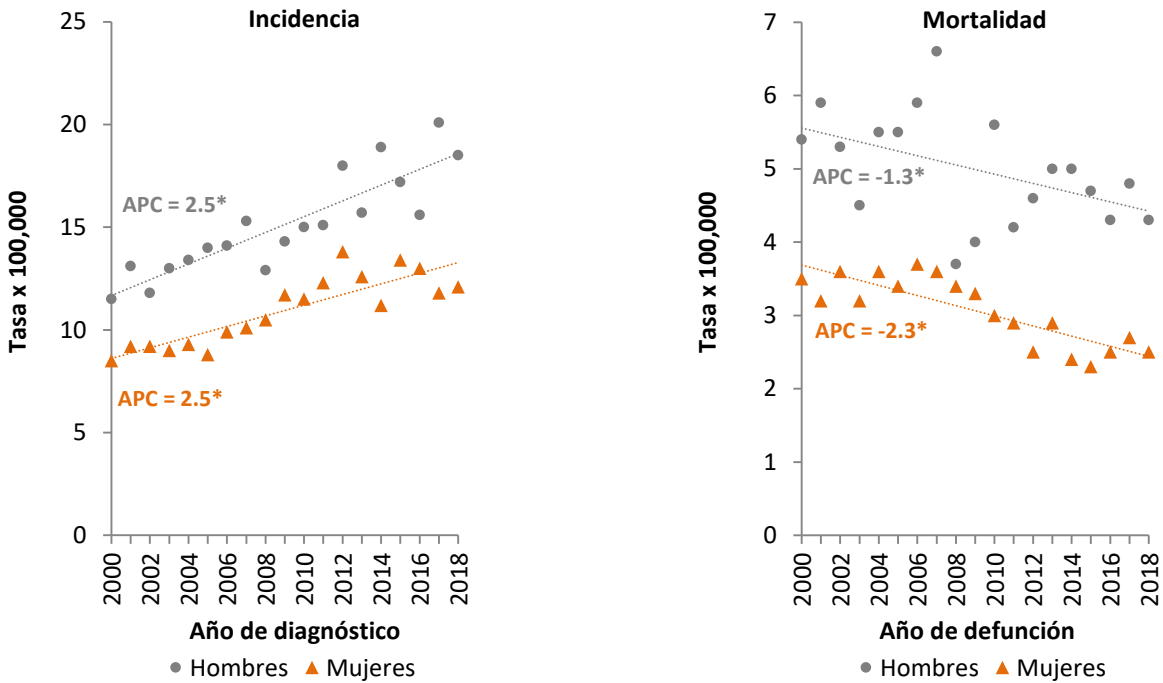 Incidencia
25
20
15
10
5
0
Tasa x 100,000
APC = 2.5*
APC = 2.5*
2000
2002
2004
2006
2008
2010
2012
2014
2016
2018
Año de diagnóstico
Hombres Mujeres
Mortalidad
7
6
5
4
3
2
1
0
Tasa x 100,000
APC = -1.3*
APC = -2.3*
2000
2002
2004
2006
2008
2010
2012
2014
2016
2018
Año de defunción
Hombres Mujeres